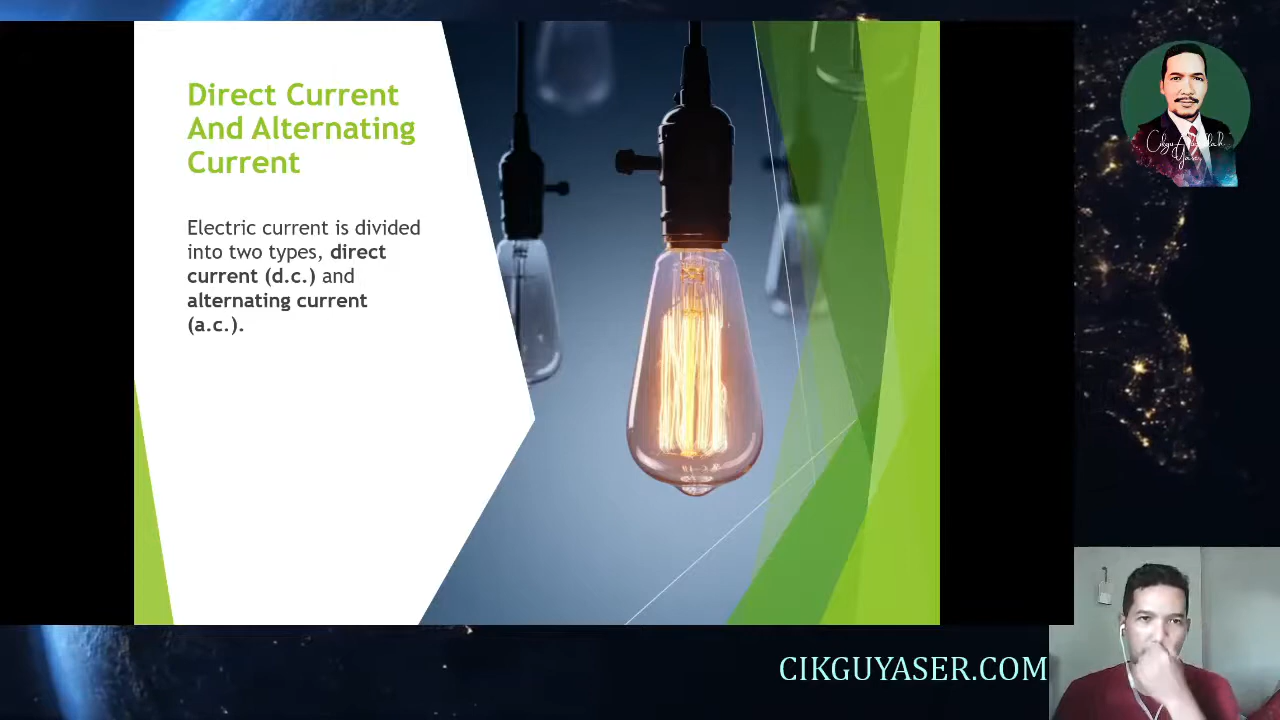 Direct Current
And Alternating
Current
Electric current is divided
into two types, direct
current (d.c.) and
alternating current
(a.c.).
CIKGUYASER.COM